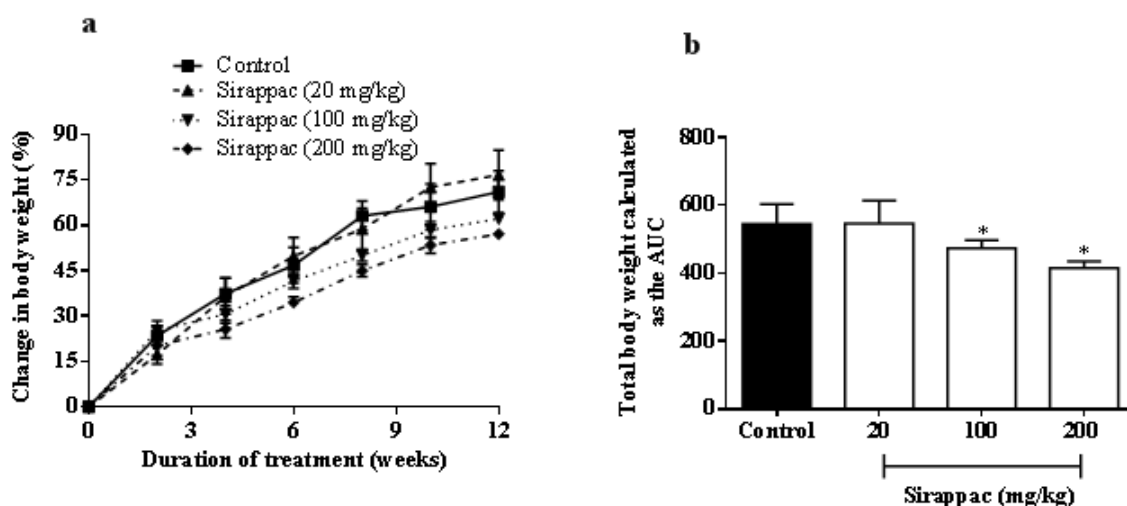 a
Control
Sirappac (20 mg/kg)
Sirappac (100 mg/kg)
Sirappac (200 mg/kg)
Change in body weight (%)
90
75
60
45
30
15
0
0 3 6 9 12
Duration of treatment (weeks)
b
Total body weight calculated
as the AUC
800
600
400
200
0
* *
Control 20 100 200
Sirappac (mg/kg)